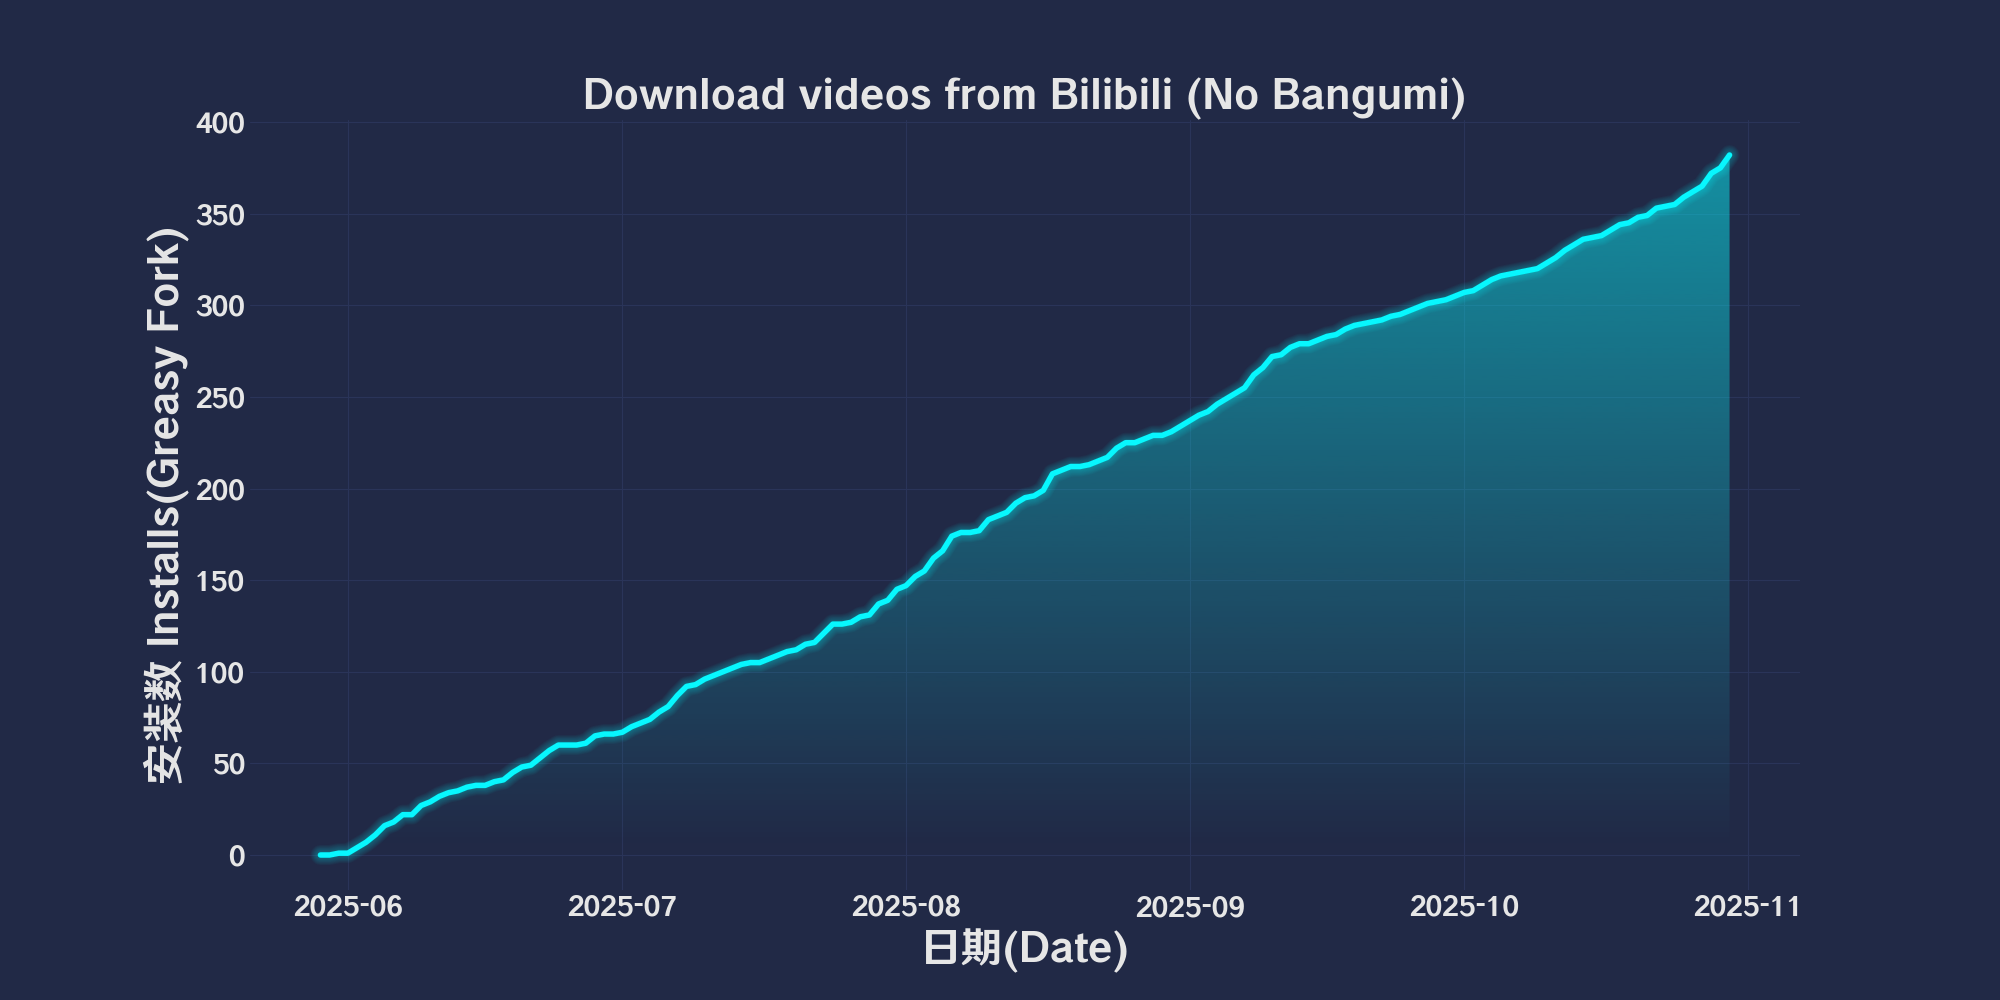 Download videos from Bilibili (No Bangumi)
安装数 Installs(Greasy Fork)
400
350
300
250
200
150
100
50
0
2025-06 2025-07 2025-08 2025-09 2025-10 2025-11
日期(Date)